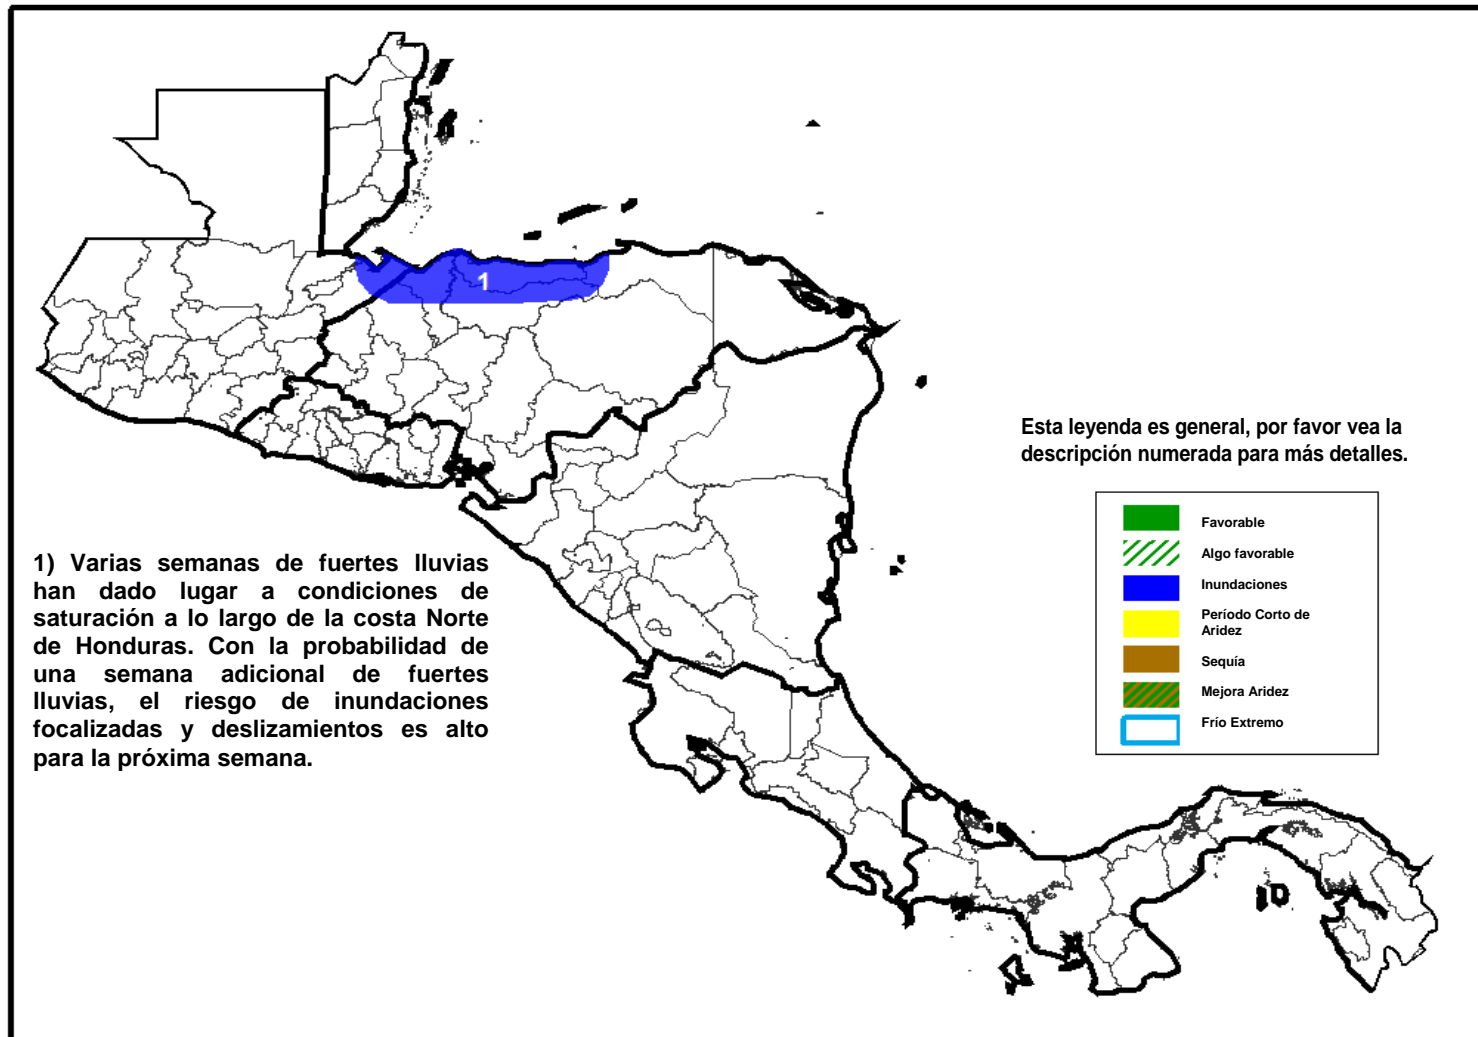 1
Esta leyenda es general, por favor vea la
descripción numerada para más detalles.
Favorable
Algo favorable
Inundaciones
Período Corto de
Aridez
Sequía
Mejora Aridez
Frío Extremo
1) Varias semanas de fuertes lluvias
han dado lugar a condiciones de
saturación a lo largo de la costa Norte
de Honduras. Con la probabilidad de
una semana adicional de fuertes
lluvias, el riesgo de inundaciones
focalizadas y deslizamientos es alto
para la próxima semana.